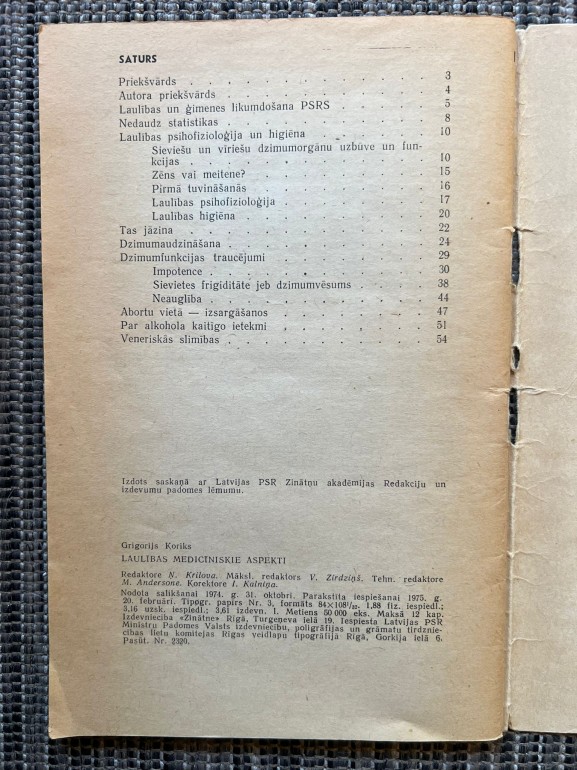 SATURS
Priekšvārds . . . . . . . . . . . . 3
Autora priekšvārds . . . . . . . . . . 4
Laulības un ģimenes likumdošana PSRS . . . . . 5
Nedaudz statistikas . . . . . . . . . . 8
Laulības psihofizioloģija un higiēna . . . . . . 10
Sieviešu un vīriešu dzimumorgānu uzbūve un fun-
kcijas . . . . . . . . . . . . 10
Zēns vai meitene? . . . . . . . . 15
Pirmā tuvināšanās . . . . . . . . 16
Laulības psihofizioloģija . . . . . . . 17
Laulības higiēna . . . . . . . . 20
Tas jāzina . . . . . . . . . . . . 22
Dzimumaudzināšana . . . . . . . . . . 24
Dzimumfunkcijas traucējumi . . . . . . . . 29
Impotence . . . . . . . . . . 30
Sievietes frigiditāte jeb dzimumvēsums . . . . 38
Neauglība . . . . . . . . . . 44
Abortu vietā — izsargāšanos . . . . . . . . 47
Par alkohola kaitīgo ietekmi . . . . . . . 51
Veneriskās slimības . . . . . . . . . . 54
Izdots saskaņā ar Latvijas PSR Zinātņu akadēmijas Redakciju un
izdevumu padomes lēmumu.
Grigorijs Ķoriks
LAULĪBAS MEDICĪNISKIE ASPEKTI
Redaktore N. Krilova. Māksl. redaktors V. Zirdziņš. Tehn. redaktore
M. Andersone. Korektore I. Kalniņa.
Nodota salikšanai 1974. g. 31. oktobrī. Parakstīta iespiešanai 1975. g.
20. februārī. Tipogr. papīrs Nr. 3, formāts 84×108¹/₃₂. 1,88 fiz. iespiedl.;
3,16 uzsk. iespiedl.; 3,61 izdevn. l. Metiens 50 000 eks. Maksā 12 kap.
Izdevniecība «Zinātne» Rīgā, Turgeņeva ielā 19. Iespiesta Latvijas PSR
Ministru Padomes Valsts izdevniecību, poligrāfijas un grāmatu tirdznie-
cības lietu komitejas Rīgas veidlapu tipogrāfijā Rīgā, Gorkija ielā 6.
Pasūt. Nr. 2320.